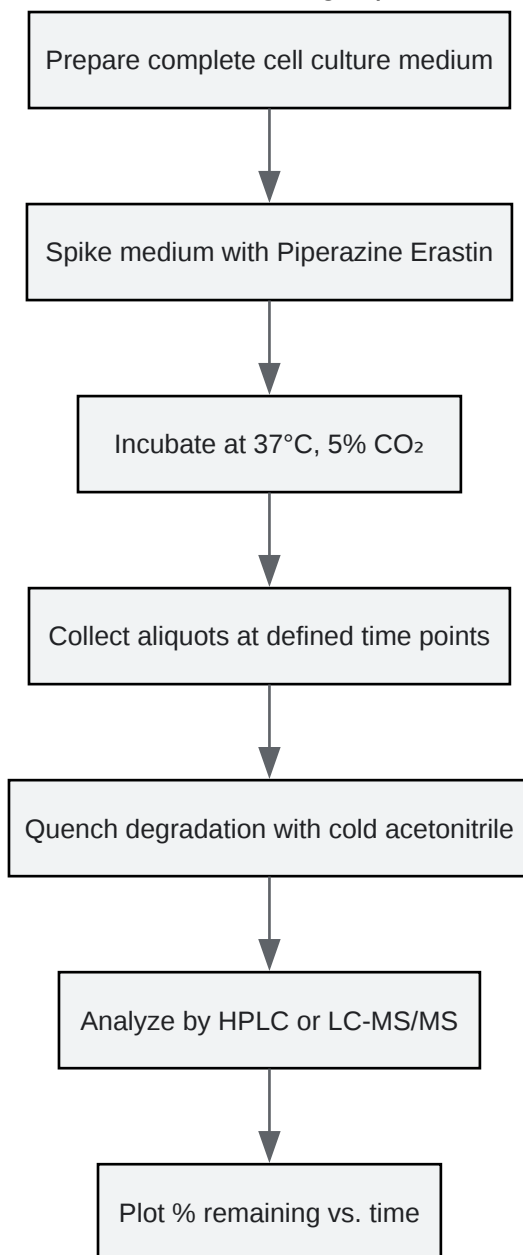 Prepare complete cell culture medium
Spike medium with Piperazine Erastin
Incubate at 37°C, 5% CO₂
Collect aliquots at defined time points
Quench degradation with cold acetonitrile
Analyze by HPLC or LC-MS/MS
Plot % remaining vs. time